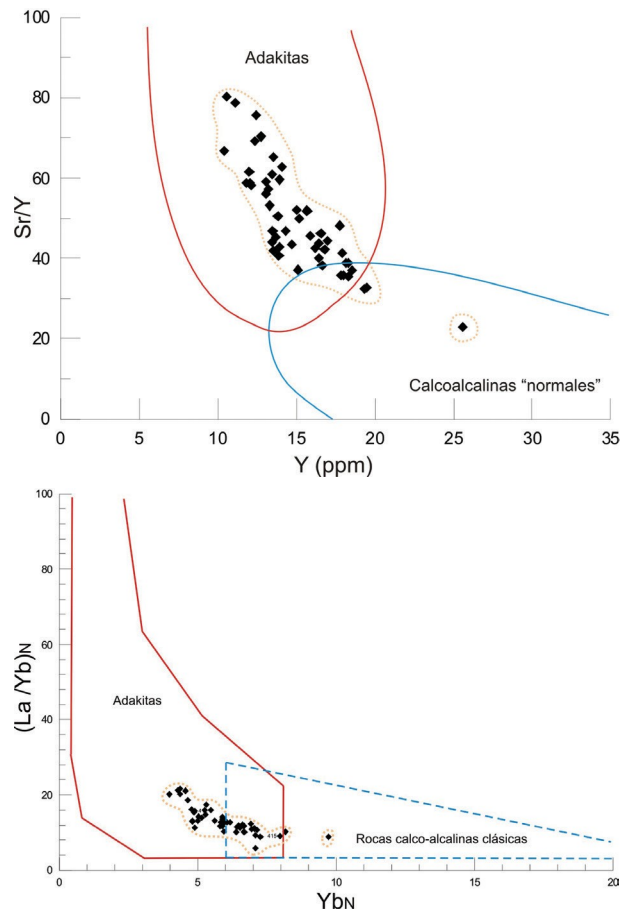 100
80
60
40
20
0
Sr/Y
Adakitas
Calcoalcalinas “normales”
0 5 10 15 20 25 30 35
Y (ppm)
100
80
60
40
20
0
(La /Yb)N
Adakitas
415
Rocas calco-alcalinas clásicas
0 5 10 15 20
YbN